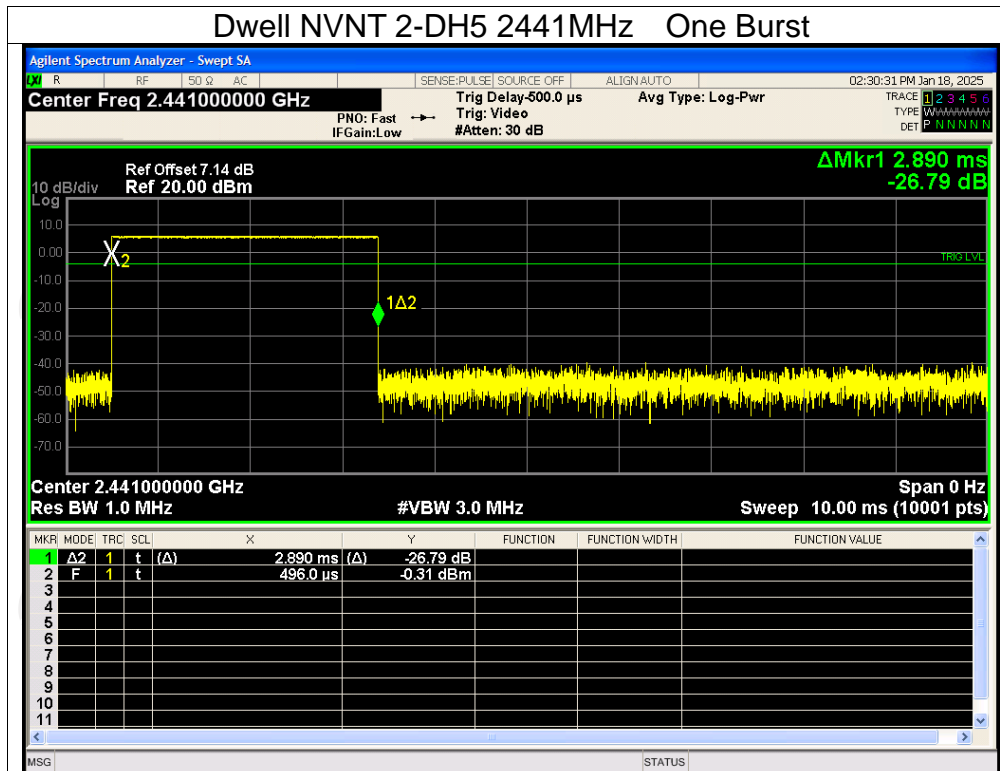 Dwell NVNT 2-DH5 2441MHz One Burst
Agilent Spectrum Analyzer - Swept SA
LXI R RF 50 Ω AC SENSE:PULSE SOURCE OFF ALIGN AUTO 02:30:31 PM Jan 18, 2025
Center Freq 2.441000000 GHz Trig Delay-500.0 µs Avg Type: Log-Pwr TRACE 1 2 3 4 5 6
PNO: Fast Trig: Video TYPE WWWWWW
IFGain:Low #Atten: 30 dB DET P N N N N N
ΔMkr1 2.890 ms
-26.79 dB
Ref Offset 7.14 dB
10 dB/div Ref 20.00 dBm
Log
10.0
0.00
2
TRIG LVL
-10.0
-20.0
1Δ2
-30.0
-40.0
-50.0
-60.0
-70.0
Center 2.441000000 GHz Span 0 Hz
Res BW 1.0 MHz #VBW 3.0 MHz Sweep 10.00 ms (10001 pts)
MKR MODE TRC SCL X Y FUNCTION FUNCTION WIDTH FUNCTION VALUE
1 Δ2 1 t (Δ) 2.890 ms (Δ) -26.79 dB
2 F 1 t 496.0 µs -0.31 dBm
3
4
5
6
7
8
9
10
11
MSG STATUS